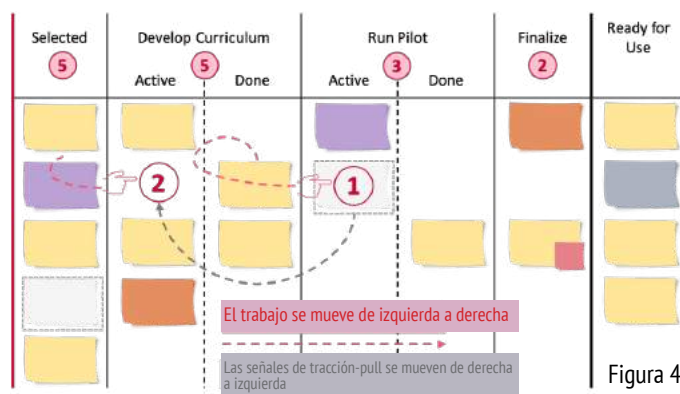 Selected
5
Develop Curriculum
5
Active
Done
Run Pilot
3
Active
Done
Finalize
2
Ready for
Use
2
1
El trabajo se mueve de izquierda a derecha
Las señales de tracción-pull se mueven de derecha
a izquierda
Figura 4